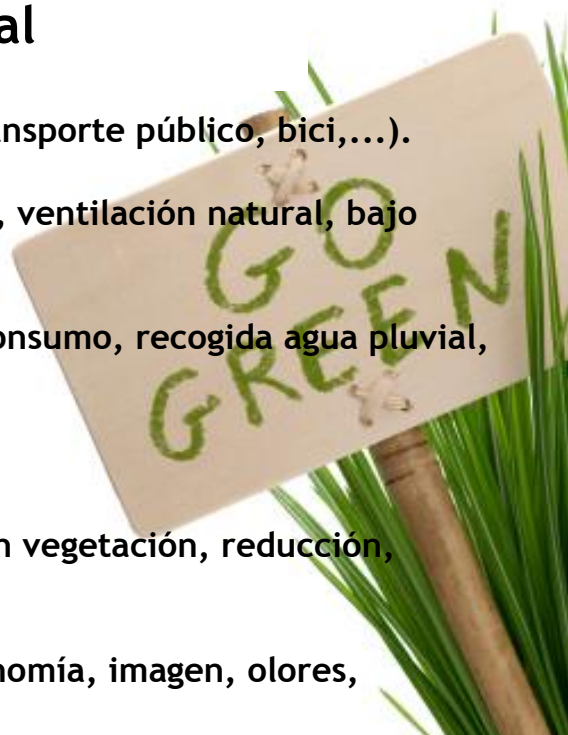 al
nsporte público, bici,...).
, ventilación natural, bajo
GO
onsumo, recogida agua pluvial,
GREEN
n vegetación, reducción,
nomía, imagen, olores,